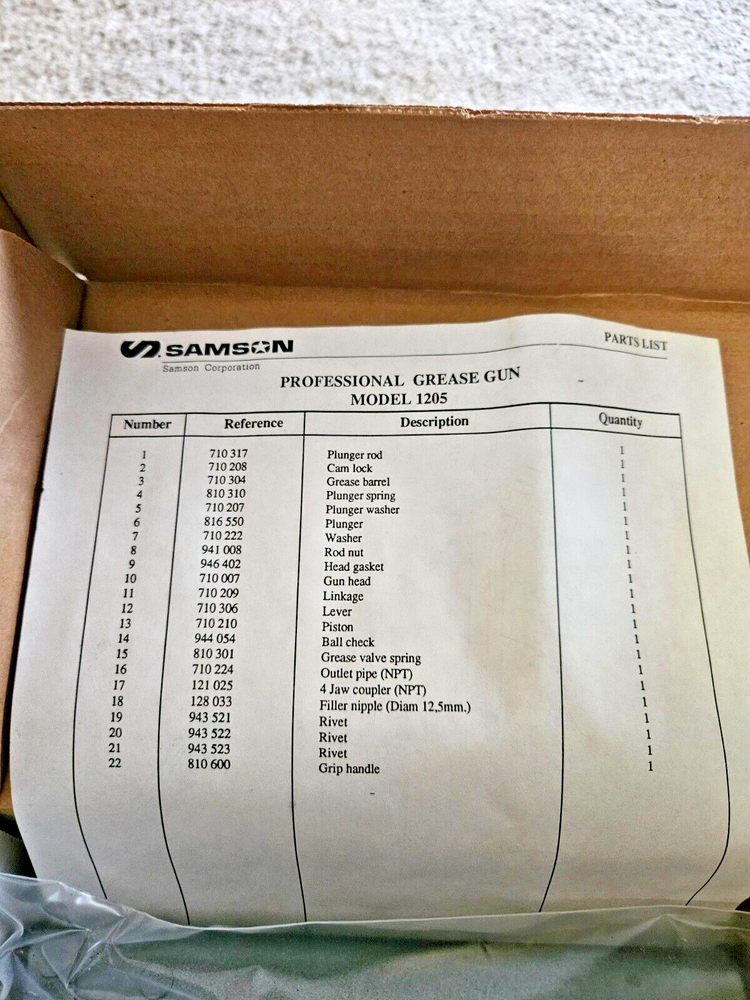 SAMSON
PARTS LIST
Samson Corporation
PROFESSIONAL GREASE GUN
MODEL 1205
Number Reference Description Quantity
1 710 317 Plunger rod 1
2 710 208 Cam lock 1
3 710 304 Grease barrel 1
4 810 310 Plunger spring 1
5 710 207 Plunger washer 1
6 816 550 Plunger 1
7 710 222 Washer 1
8 941 008 Rod nut 1
9 946 402 Head gasket 1
10 710 007 Gun head 1
11 710 209 Linkage 1
12 710 306 Lever 1
13 710 210 Piston 1
14 944 054 Ball check 1
15 810 301 Grease valve spring 1
16 710 224 Outlet pipe (NPT) 1
17 121 025 4 Jaw coupler (NPT) 1
18 128 033 Filler nipple (Diam 12,5mm.) 1
19 943 521 Rivet 1
20 943 522 Rivet 1
21 943 523 Rivet 1
22 810 600 Grip handle 1